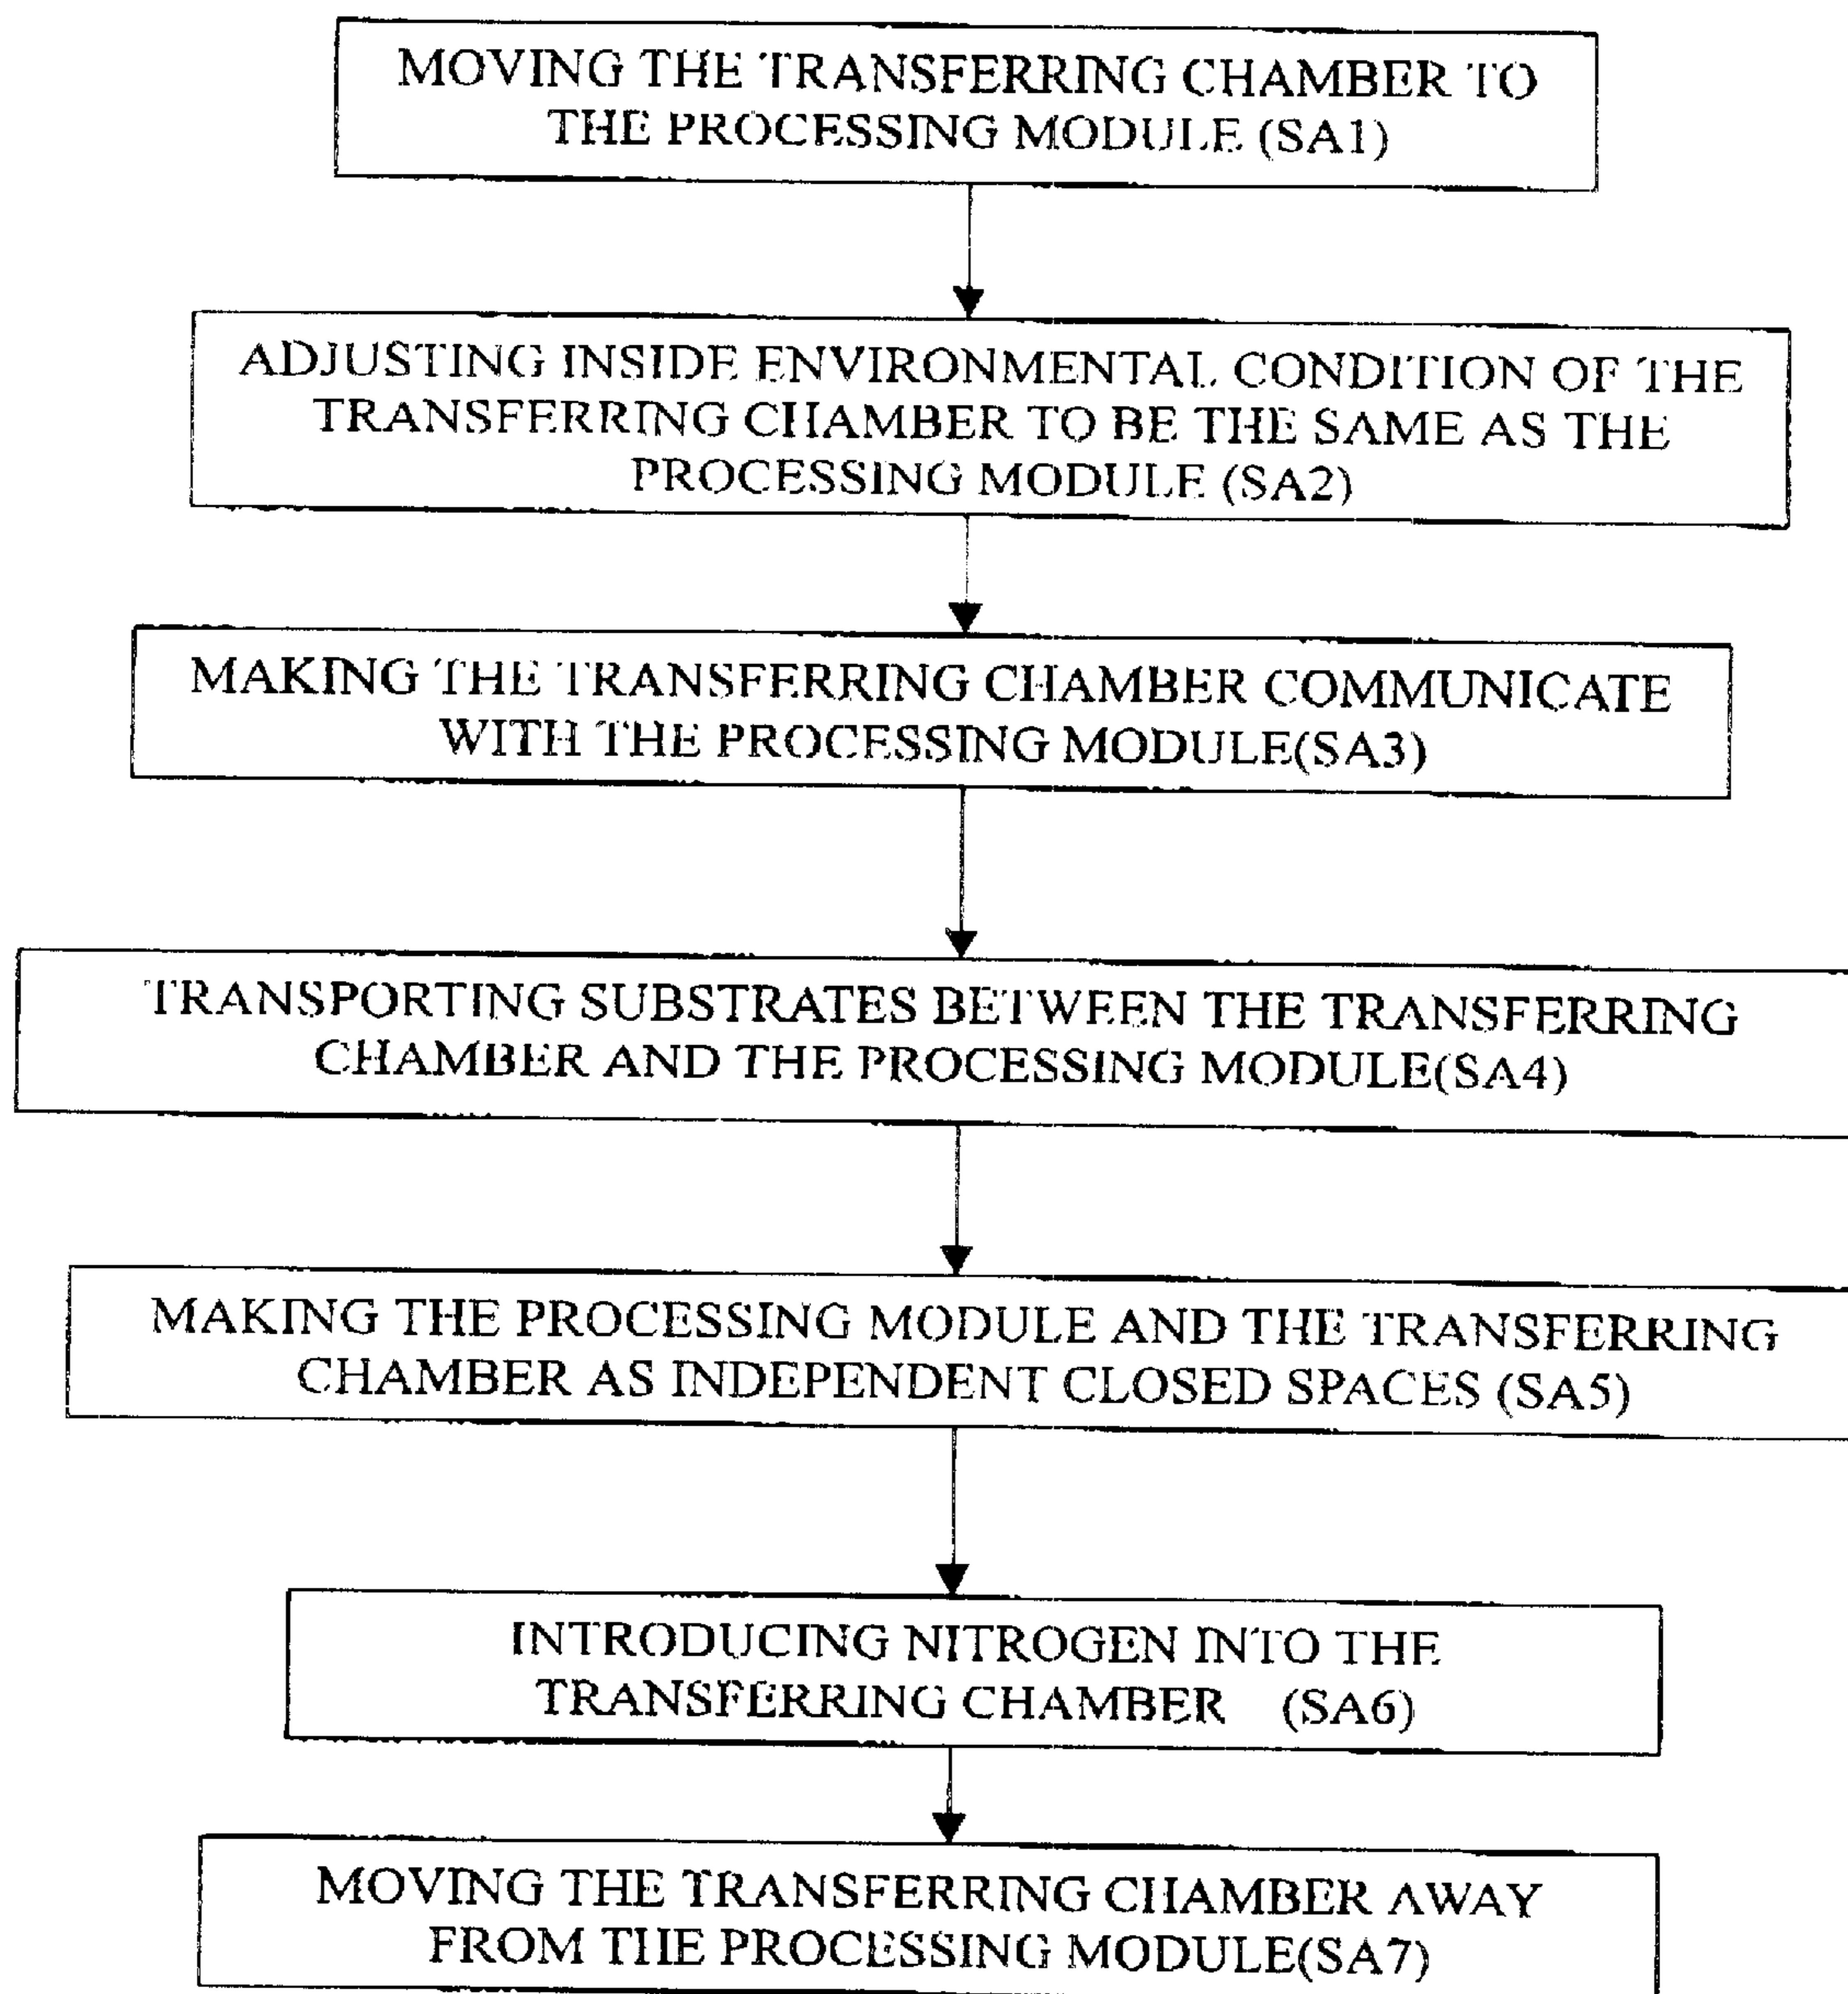 MOVING THE TRANSFERRING CHAMBER TO
THE PROCESSING MODULE (SA1)
ADJUSTING INSIDE ENVIRONMENTAL CONDITION OF THE
TRANSFERRING CHAMBER TO BE THE SAME AS THE
PROCESSING MODULE (SA2)
MAKING THE TRANSFERRING CHAMBER COMMUNICATE
WITH THE PROCESSING MODULE(SA3)
TRANSPORTING SUBSTRATES BETWEEN THE TRANSFERRING
CHAMBER AND THE PROCESSING MODULE(SA4)
MAKING THE PROCESSING MODULE AND THE TRANSFERRING
CHAMBER AS INDEPENDENT CLOSED SPACES (SA5)
INTRODUCING NITROGEN INTO THE
TRANSFERRING CHAMBER (SA6)
MOVING THE TRANSFERRING CHAMBER AWAY
FROM THE PROCESSING MODULE(SA7)